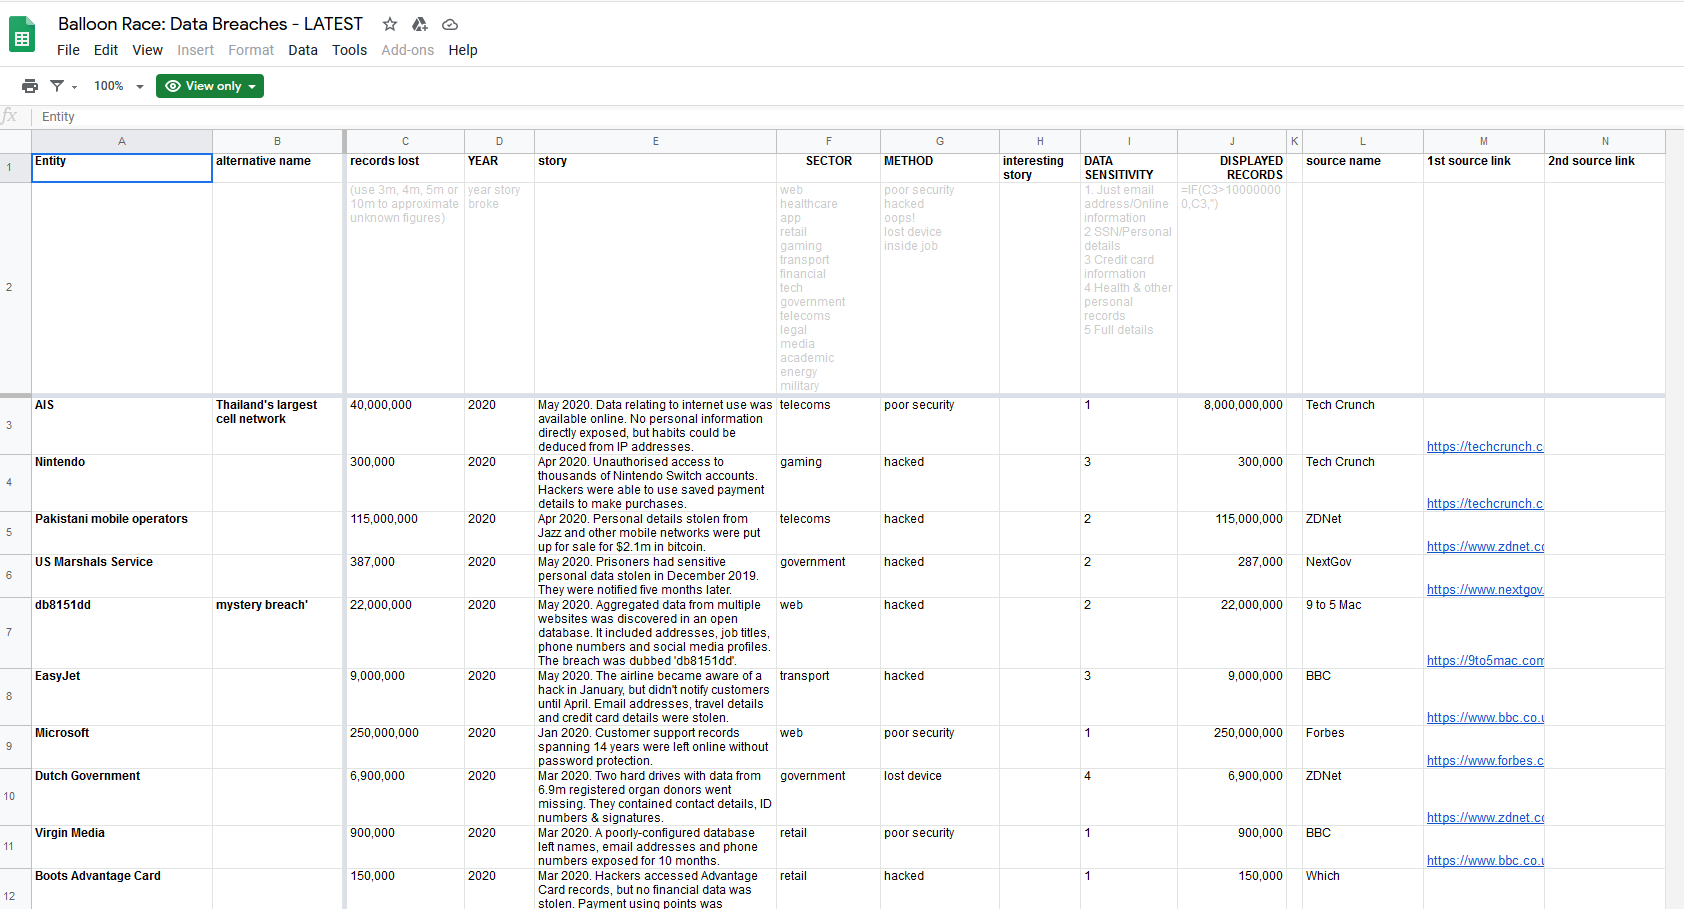 Balloon Race: Data Breaches - LATEST
File Edit View Insert Format Data Tools Add-ons Help
100% View only
fx Entity
A B C D E F G H I J K L M N
1 Entity alternative name records lost YEAR story SECTOR METHOD interesting story DATA SENSITIVITY DISPLAYED RECORDS source name 1st source link 2nd source link
2
(use 3m, 4m, 5m or
10m to approximate
unknown figures)
year story
broke
web
healthcare
app
retail
gaming
transport
financial
tech
government
telecoms
legal
media
academic
energy
military
poor security
hacked
oops!
lost device
inside job
1. Just email
address/Online
information
2 SSN/Personal
details
3 Credit card
information
4 Health & other
personal
records
5 Full details
=IF(C3>10000000
0,C3,'')
3
AIS
Thailand's largest
cell network
40,000,000
2020
May 2020. Data relating to internet use was
available online. No personal information
directly exposed, but habits could be
deduced from IP addresses.
telecoms
poor security
1
8,000,000,000
Tech Crunch
https://techcrunch.c
4
Nintendo
300,000
2020
Apr 2020. Unauthorised access to
thousands of Nintendo Switch accounts.
Hackers were able to use saved payment
details to make purchases.
gaming
hacked
3
300,000
Tech Crunch
https://techcrunch.c
5
Pakistani mobile operators
115,000,000
2020
Apr 2020. Personal details stolen from
Jazz and other mobile networks were put
up for sale for $2.1m in bitcoin.
telecoms
hacked
2
115,000,000
ZDNet
https://www.zdnet.co
6
US Marshals Service
387,000
2020
May 2020. Prisoners had sensitive
personal data stolen in December 2019.
They were notified five months later.
government
hacked
2
287,000
NextGov
https://www.nextgov.
7
db8151dd
mystery breach'
22,000,000
2020
May 2020. Aggregated data from multiple
websites was discovered in an open
database. It included addresses, job titles,
phone numbers and social media profiles.
The breach was dubbed 'db8151dd'.
web
hacked
2
22,000,000
9 to 5 Mac
https://9to5mac.com
8
EasyJet
9,000,000
2020
May 2020. The airline became aware of a
hack in January, but didn't notify customers
until April. Email addresses, travel details
and credit card details were stolen.
transport
hacked
3
9,000,000
BBC
https://www.bbc.co.u
9
Microsoft
250,000,000
2020
Jan 2020. Customer support records
spanning 14 years were left online without
password protection.
web
poor security
1
250,000,000
Forbes
https://www.forbes.c
10
Dutch Government
6,900,000
2020
Mar 2020. Two hard drives with data from
6.9m registered organ donors went
missing. They contained contact details, ID
numbers & signatures.
government
lost device
4
6,900,000
ZDNet
https://www.zdnet.co
11
Virgin Media
900,000
2020
Mar 2020. A poorly-configured database
left names, email addresses and phone
numbers exposed for 10 months.
retail
poor security
1
900,000
BBC
https://www.bbc.co.u
12
Boots Advantage Card
150,000
2020
Mar 2020. Hackers accessed Advantage
Card records, but no financial data was
stolen. Payment using points was
retail
hacked
1
150,000
Which